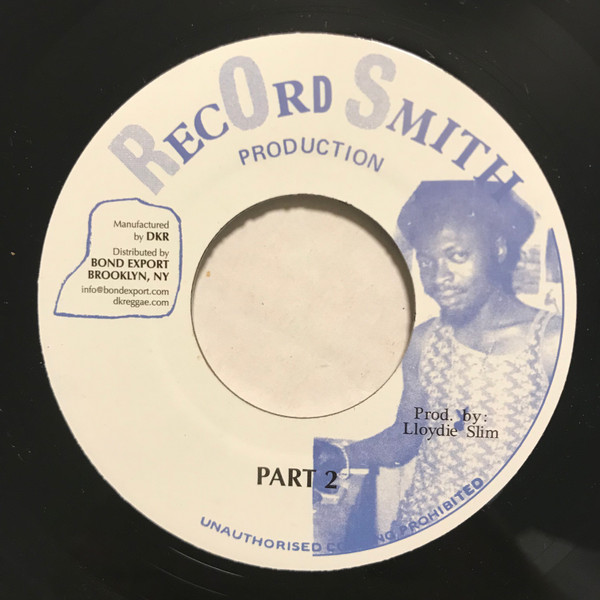 RECORD SMITH
PRODUCTION
Manufactured
by DKR
Distributed by
BOND EXPORT
BROOKLYN, NY
info@bondexport.com
dkreggae.com
Prod. by:
Lloydie Slim
PART 2
UNAUTHORISED PROHIBITED